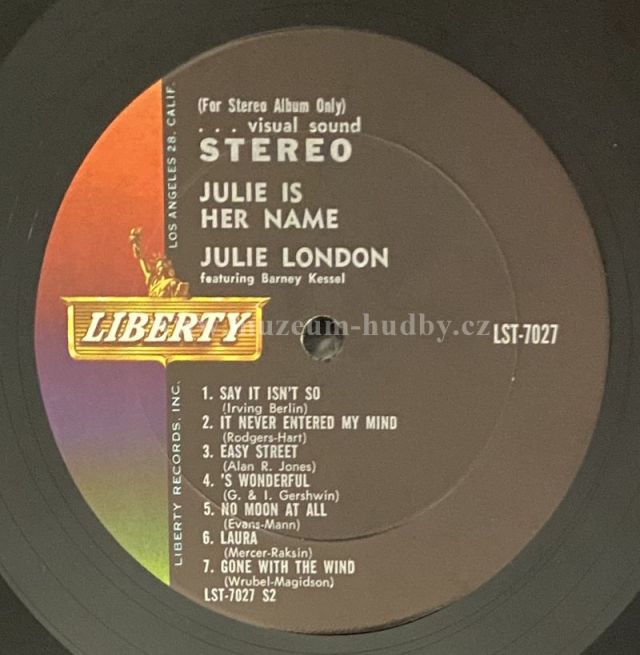 (For Stereo Album Only)
. . . visual sound
STEREO
JULIE IS
HER NAME
JULIE LONDON
featuring Barney Kessel
LOS ANGELES 28, CALIF.
LIBERTY
www.muzeum-hudby.cz
LST-7027
LIBERTY RECORDS, INC.
1. SAY IT ISN'T SO
(Irving Berlin)
2. IT NEVER ENTERED MY MIND
(Rodgers-Hart)
3. EASY STREET
(Alan R. Jones)
4. 'S WONDERFUL
(G. & I. Gershwin)
5. NO MOON AT ALL
(Evans-Mann)
6. LAURA
(Mercer-Raksin)
7. GONE WITH THE WIND
(Wrubel-Magidson)
LST-7027 S2